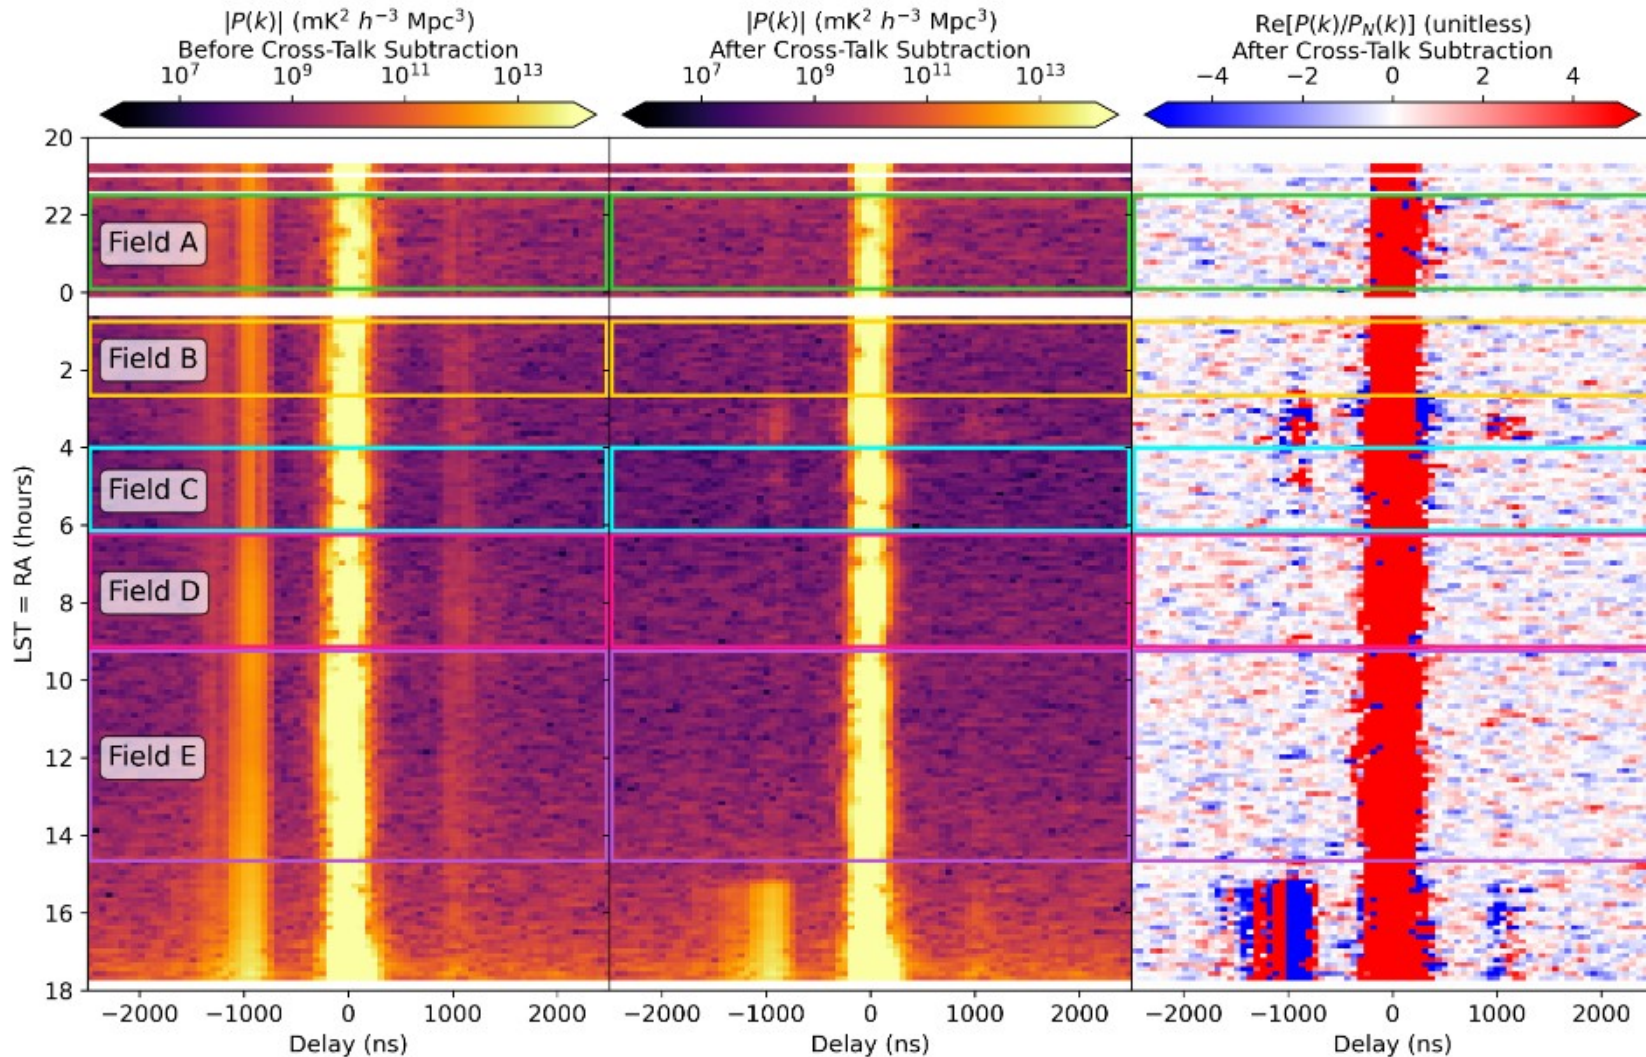 |P(k)| (mK² h⁻³ Mpc³)
Before Cross-Talk Subtraction
10⁷ 10⁹ 10¹¹ 10¹³
|P(k)| (mK² h⁻³ Mpc³)
After Cross-Talk Subtraction
10⁷ 10⁹ 10¹¹ 10¹³
Re[P(k)/P_N(k)] (unitless)
After Cross-Talk Subtraction
−4 −2 0 2 4
LST = RA (hours)
20
22
0
2
4
6
8
10
12
14
16
18
Field A
Field B
Field C
Field D
Field E
−2000 −1000 0 1000 2000
Delay (ns)
−2000 −1000 0 1000 2000
Delay (ns)
−2000 −1000 0 1000 2000
Delay (ns)